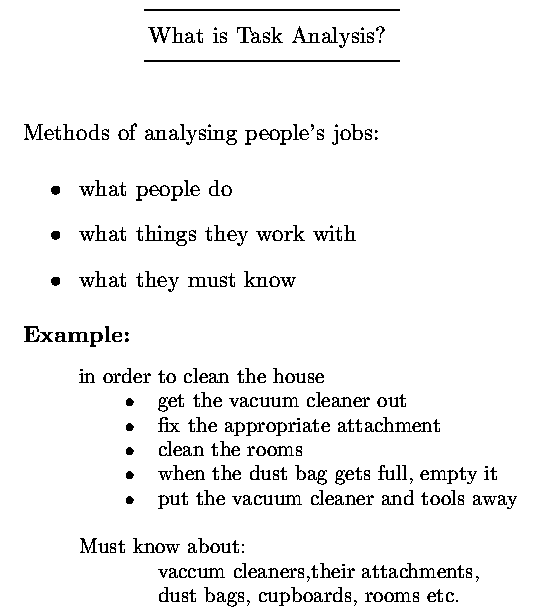 What is Task Analysis?
Methods of analysing people's jobs:
• what people do
• what things they work with
• what they must know
Example:
in order to clean the house
• get the vacuum cleaner out
• fix the appropriate attachment
• clean the rooms
• when the dust bag gets full, empty it
• put the vacuum cleaner and tools away
Must know about:
vaccum cleaners,their attachments,
dust bags, cupboards, rooms etc.